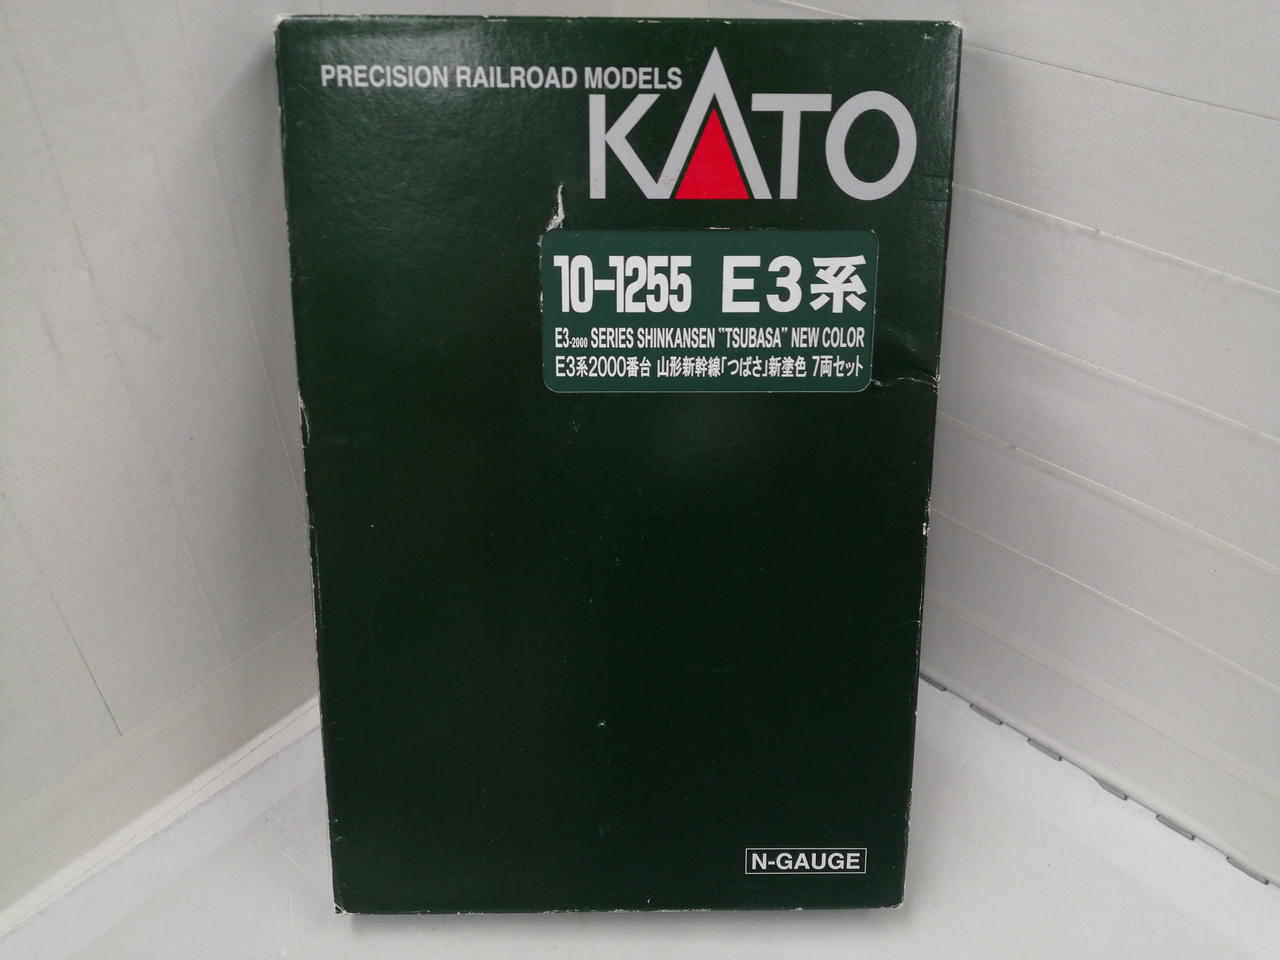 PRECISION RAILROAD MODELS
KATO
10-1255 E3系
E3-2000 SERIES SHINKANSEN "TSUBASA" NEW COLOR
E3系2000番台 山形新幹線「つばさ」新塗色 7両セット
N-GAUGE